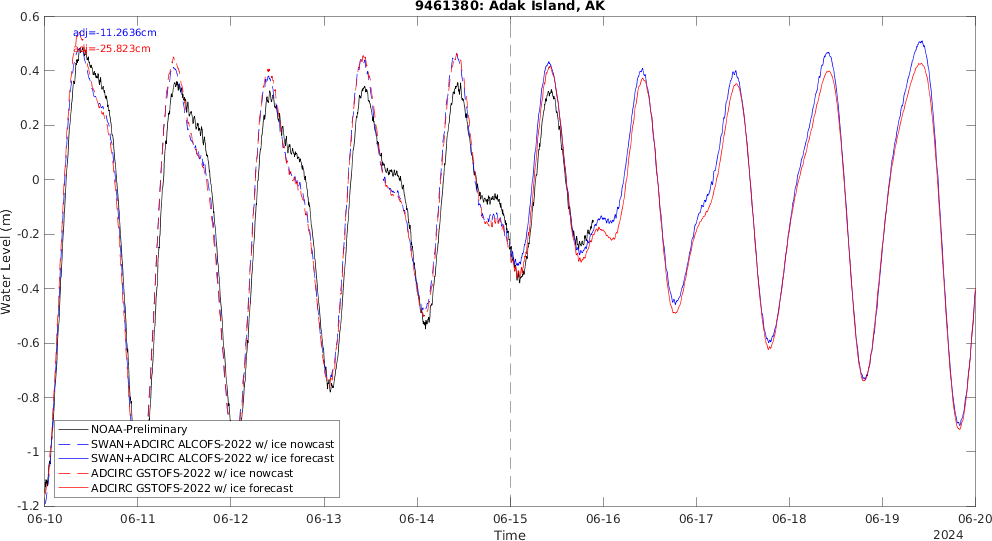 9461380: Adak Island, AK
adj=-11.2636cm
adj=-25.823cm
0.6
0.4
0.2
0
-0.2
-0.4
-0.6
-0.8
-1
-1.2
Water Level (m)
NOAA-Preliminary
SWAN+ADCIRC ALCOFS-2022 w/ ice nowcast
SWAN+ADCIRC ALCOFS-2022 w/ ice forecast
ADCIRC GSTOFS-2022 w/ ice nowcast
ADCIRC GSTOFS-2022 w/ ice forecast
06-10 06-11 06-12 06-13 06-14 06-15 06-16 06-17 06-18 06-19 06-20
Time
2024